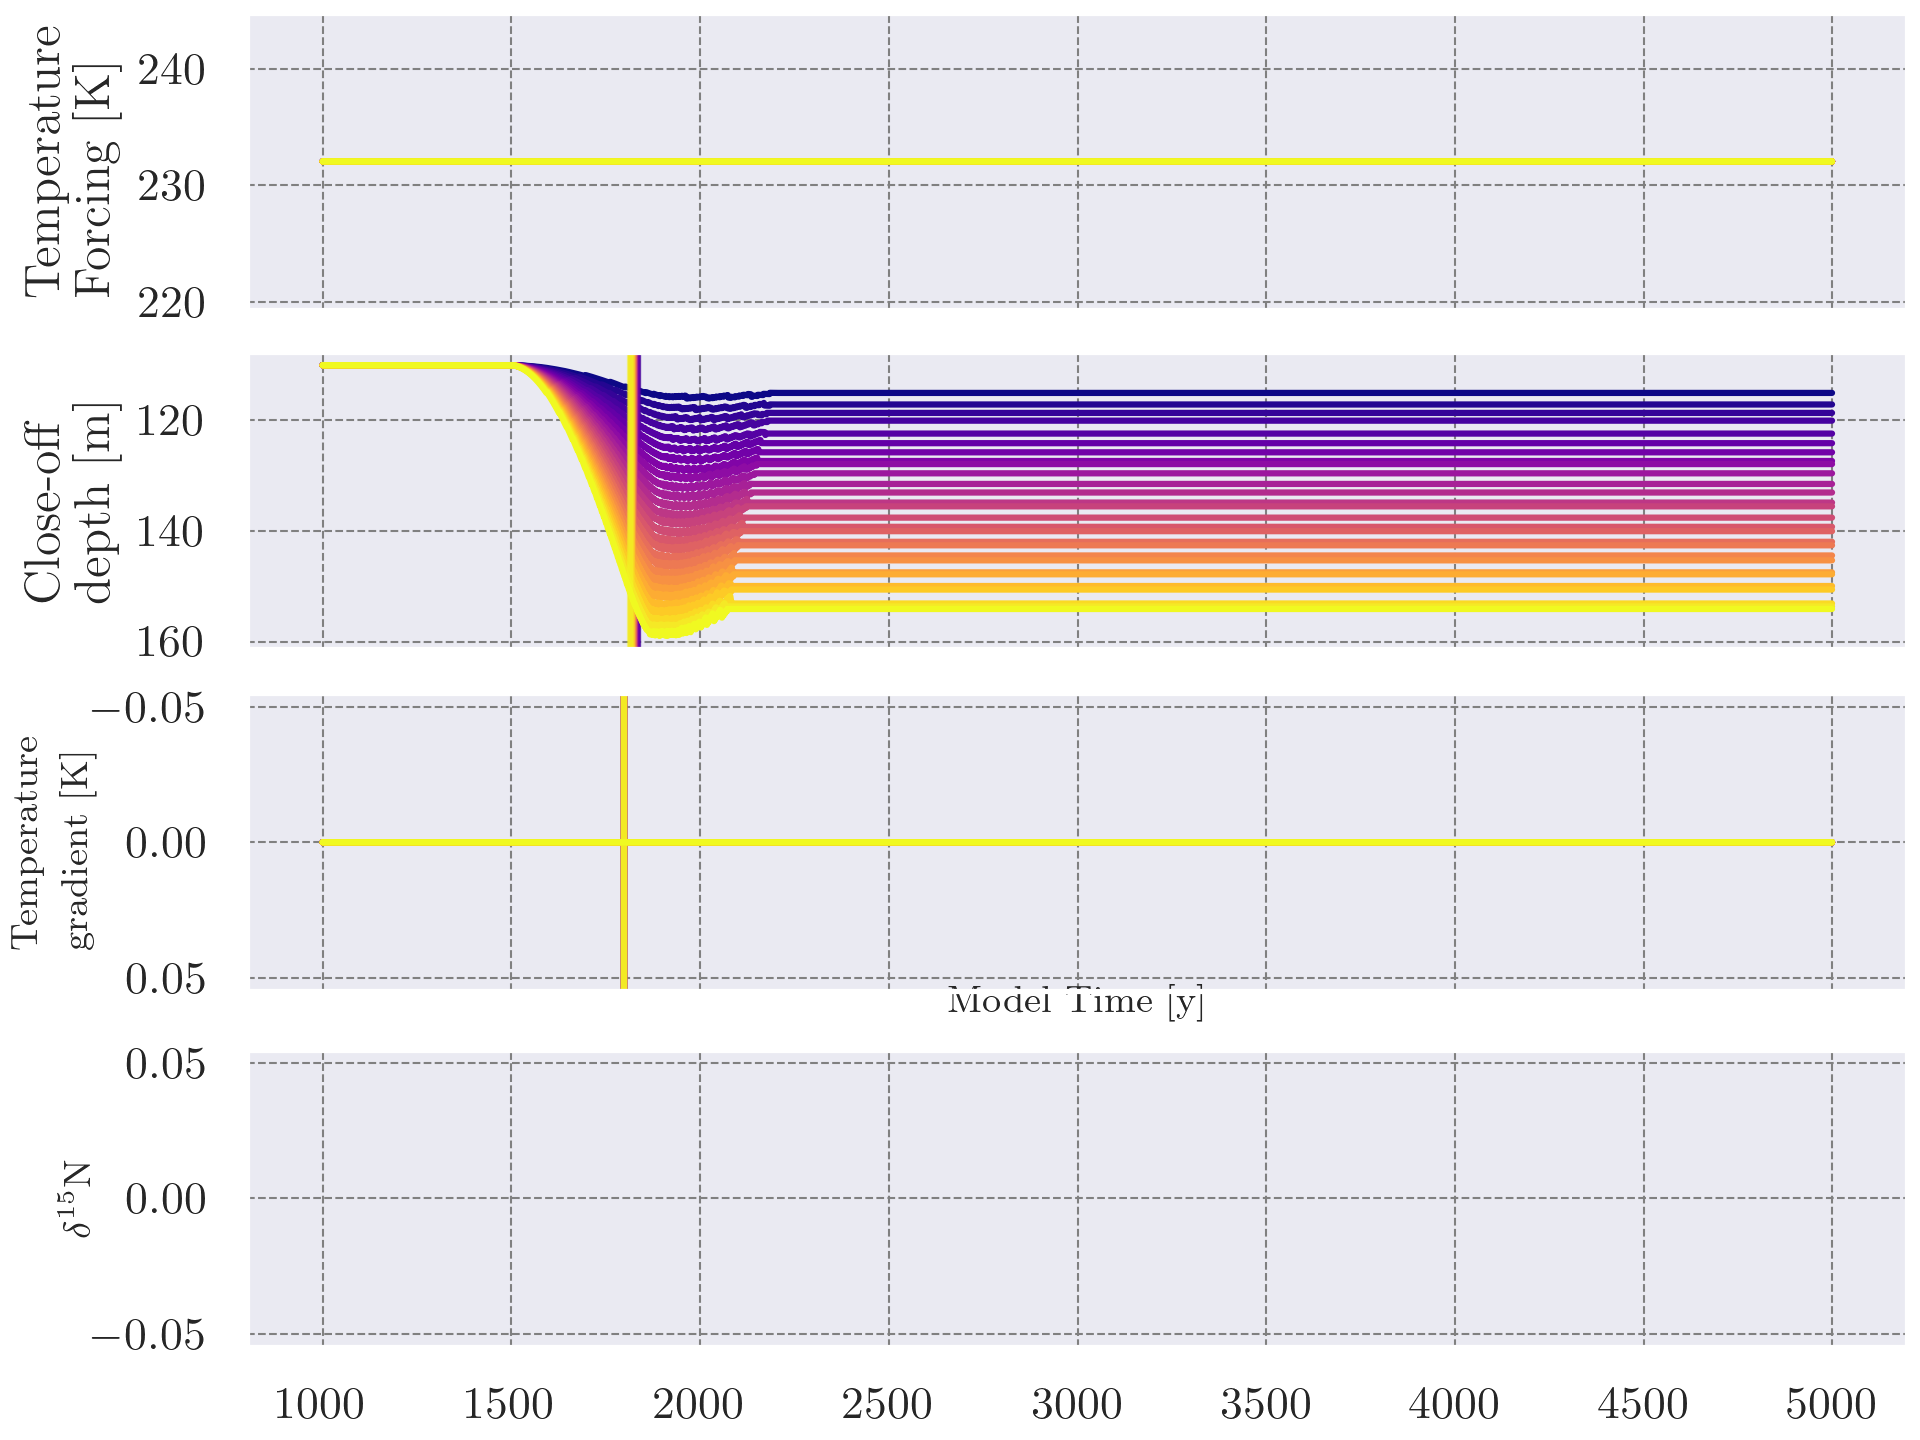 Temperature
Forcing [K]
240
230
220
Close-off
depth [m]
120
140
160
Temperature
gradient [K]
−0.05
0.00
0.05
Model Time [y]
δ¹⁵N
0.05
0.00
−0.05
1000 1500 2000 2500 3000 3500 4000 4500 5000